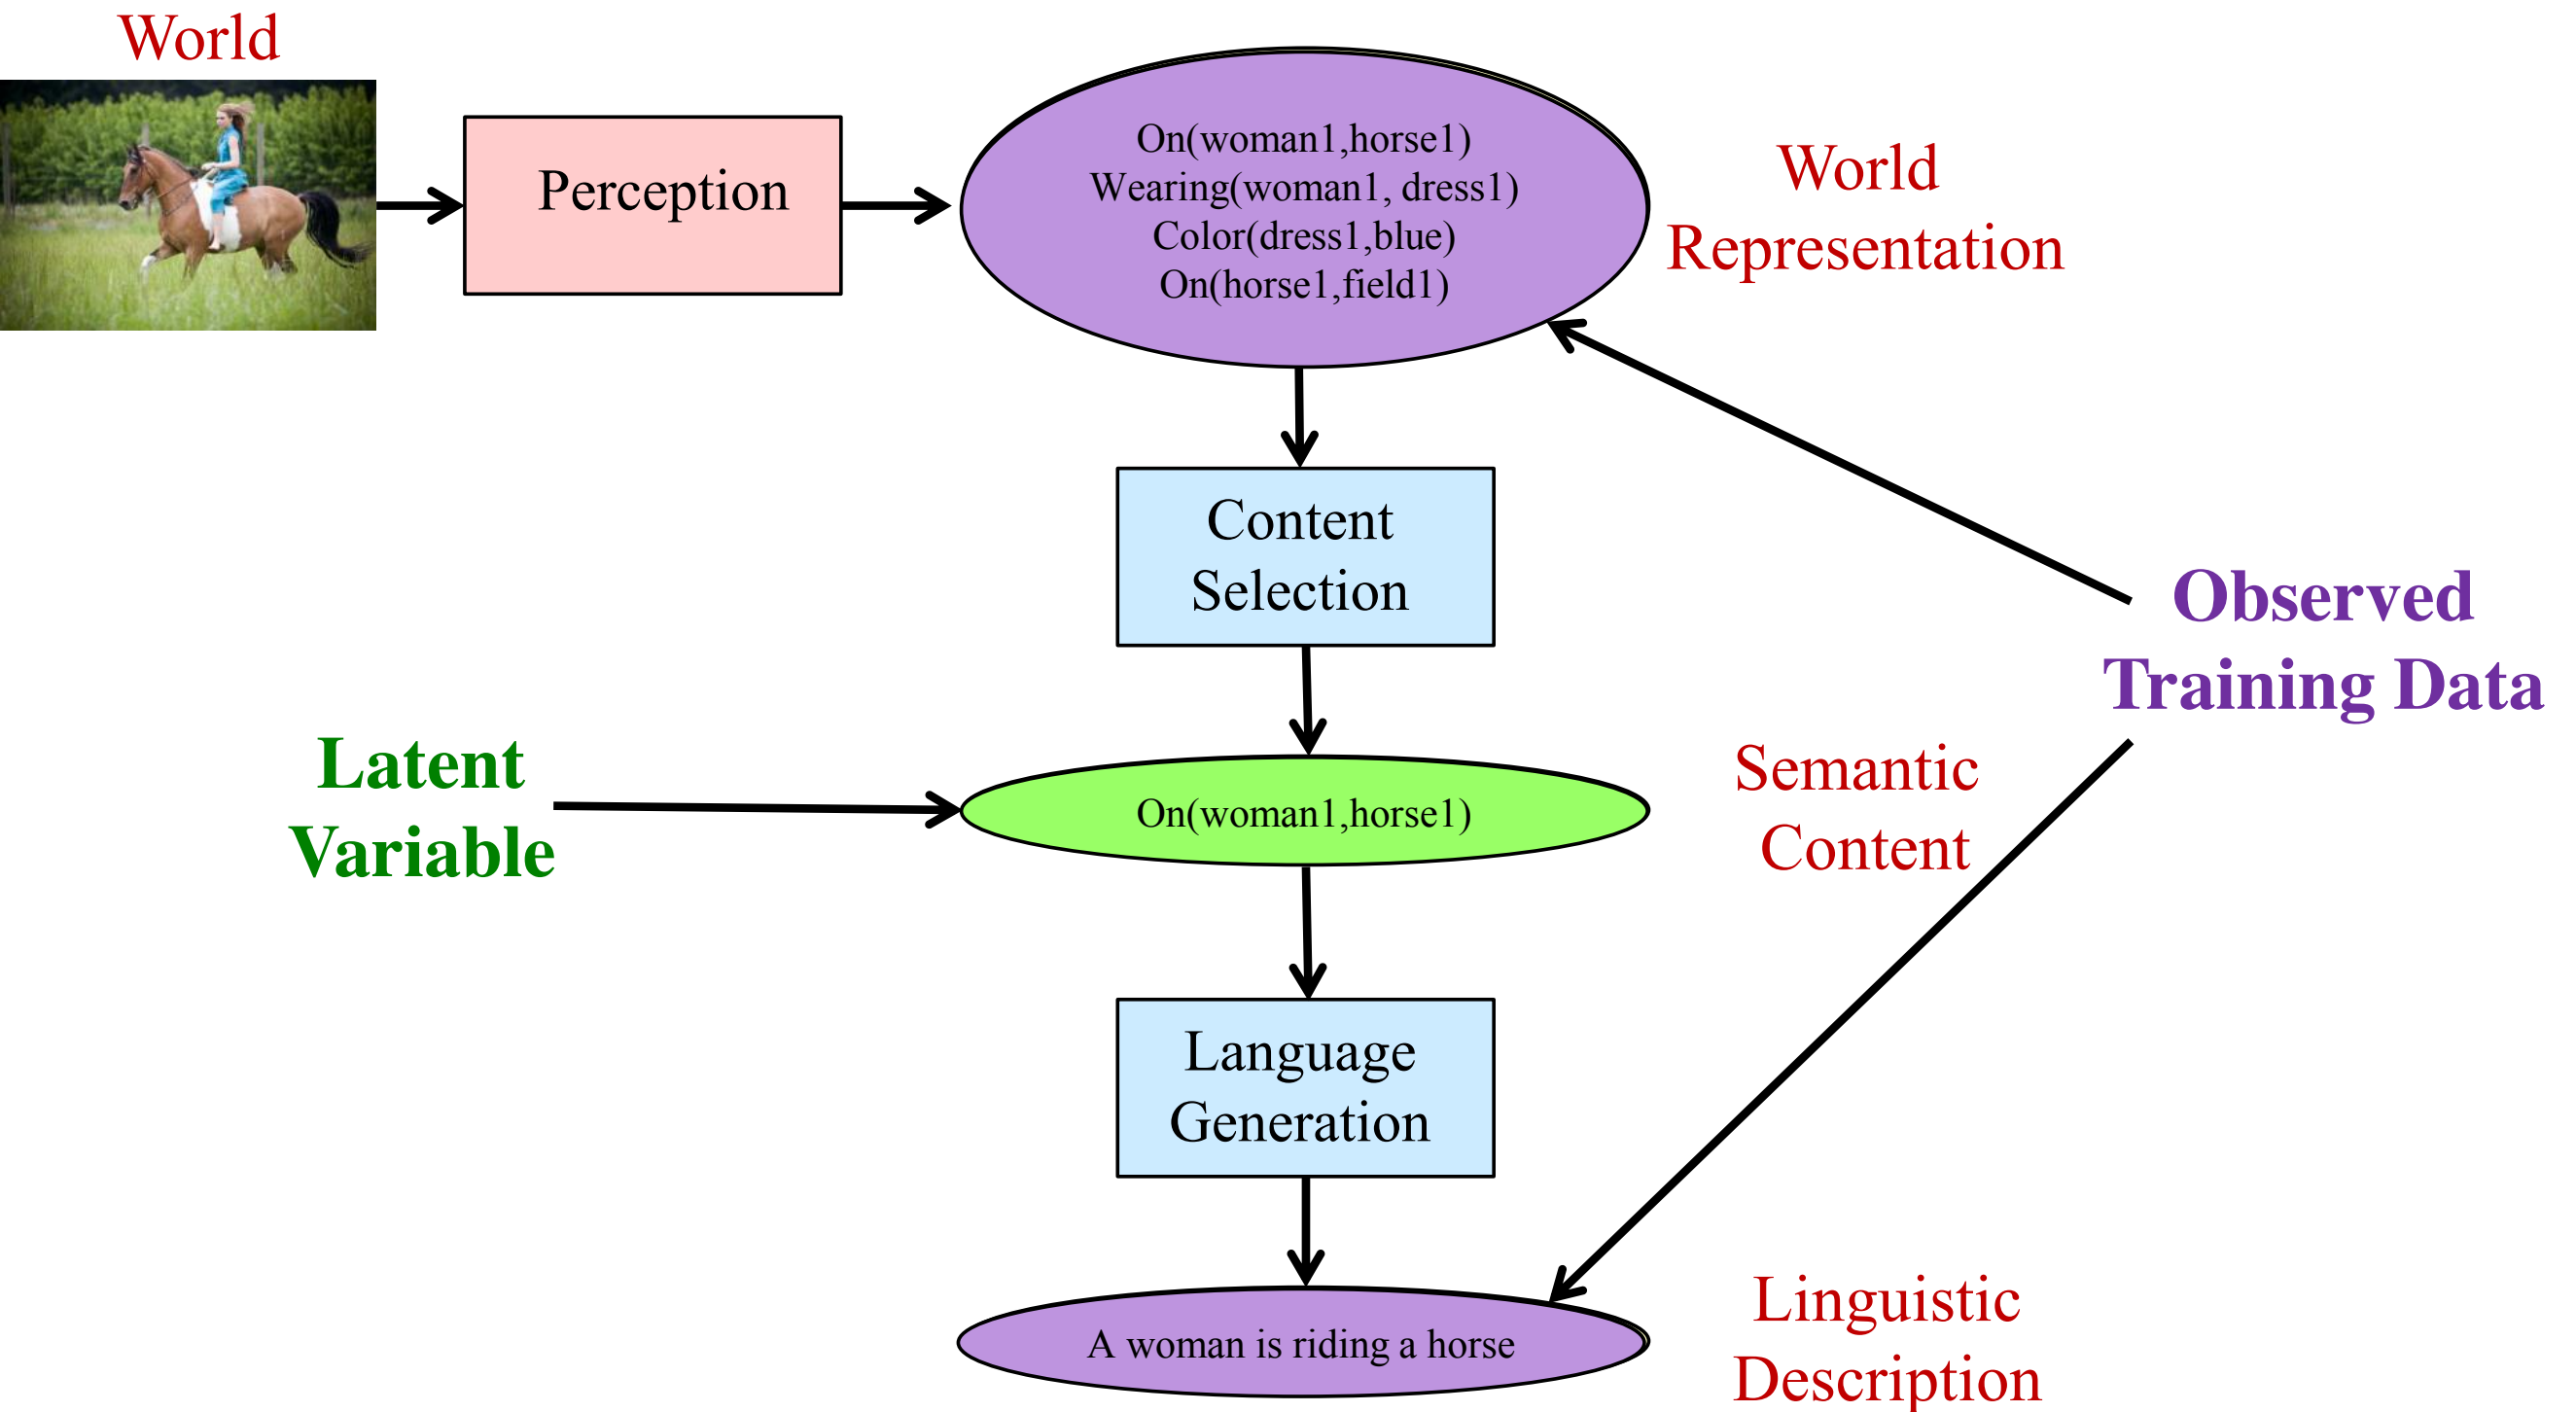 World
Perception
On(woman1,horse1)
Wearing(woman1, dress1)
Color(dress1,blue)
On(horse1,field1)
World
Representation
Content
Selection
Observed
Training Data
Latent
Variable
On(woman1,horse1)
Semantic
Content
Language
Generation
A woman is riding a horse
Linguistic
Description